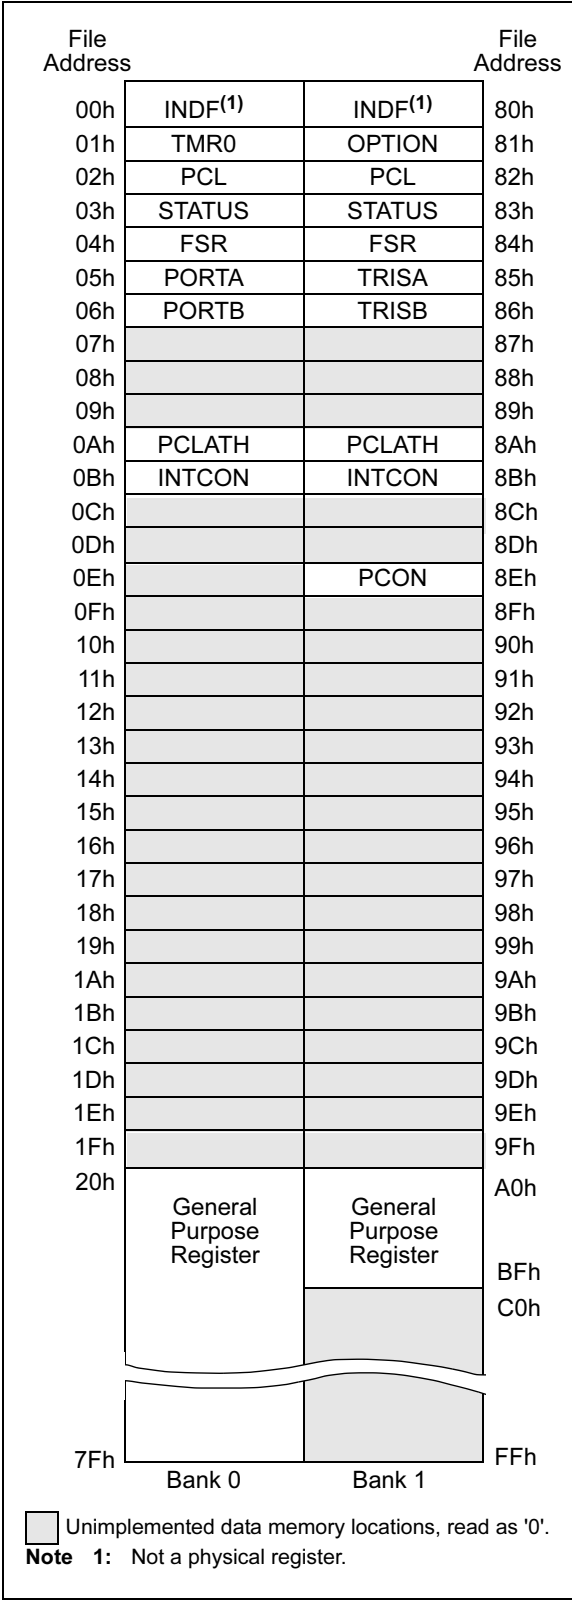 File Address File Address
00h INDF(1) INDF(1) 80h
01h TMR0 OPTION 81h
02h PCL PCL 82h
03h STATUS STATUS 83h
04h FSR FSR 84h
05h PORTA TRISA 85h
06h PORTB TRISB 86h
07h 87h
08h 88h
09h 89h
0Ah PCLATH PCLATH 8Ah
0Bh INTCON INTCON 8Bh
0Ch 8Ch
0Dh 8Dh
0Eh PCON 8Eh
0Fh 8Fh
10h 90h
11h 91h
12h 92h
13h 93h
14h 94h
15h 95h
16h 96h
17h 97h
18h 98h
19h 99h
1Ah 9Ah
1Bh 9Bh
1Ch 9Ch
1Dh 9Dh
1Eh 9Eh
1Fh 9Fh
20h A0h
General General
Purpose Purpose
Register Register
BFh
C0h
7Fh FFh
Bank 0 Bank 1
Unimplemented data memory locations, read as '0'.
Note 1: Not a physical register.